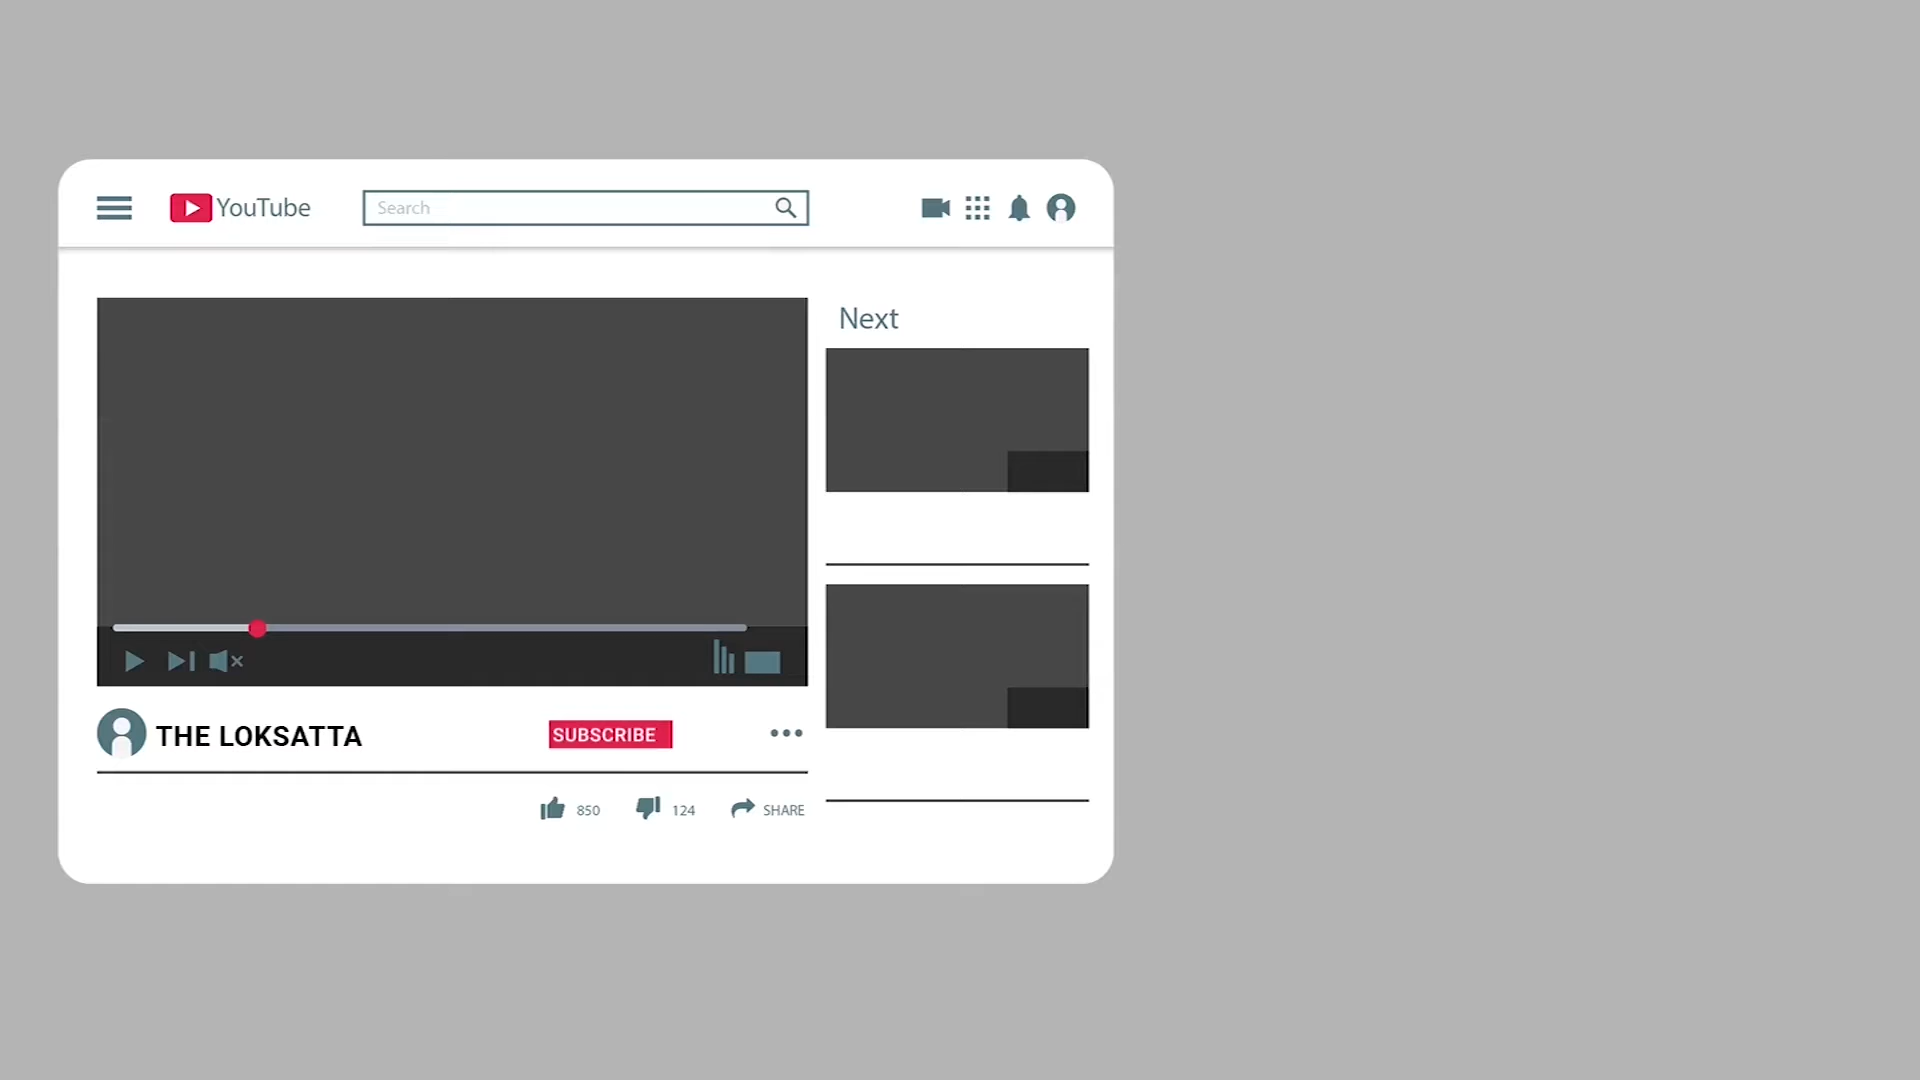 YouTube
Search
Next
THE LOKSATTA
SUBSCRIBE
850
124
SHARE